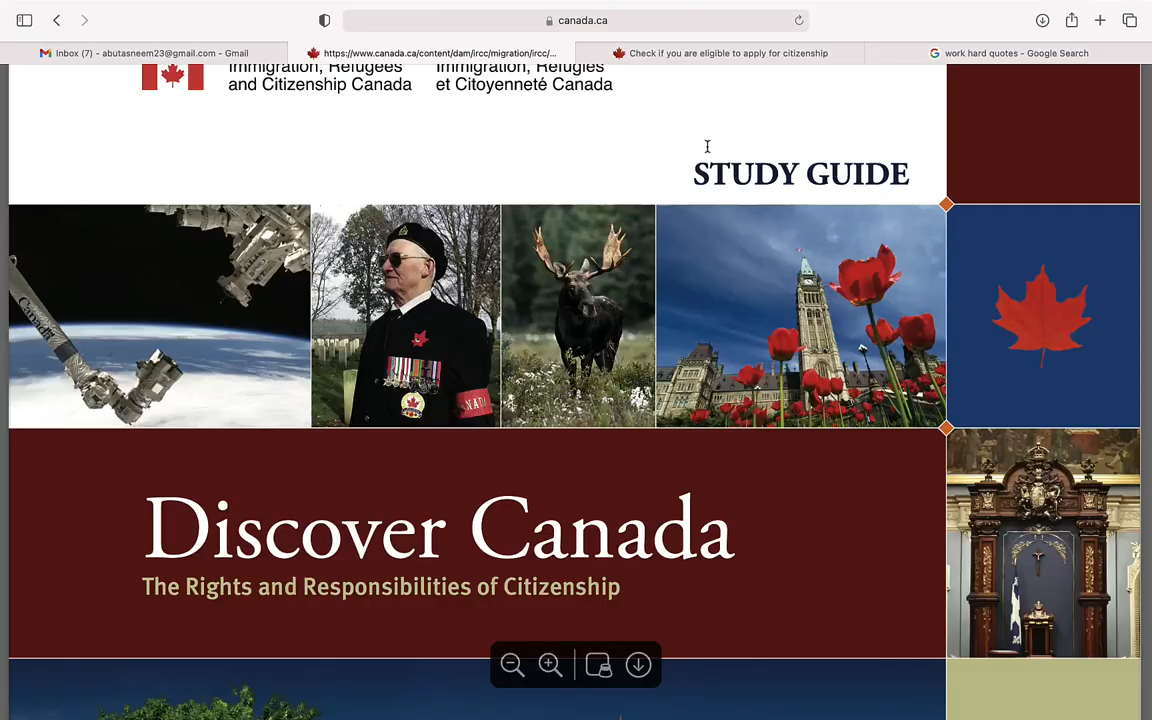 canada.ca
Inbox (7) - abutasneem23@gmail.com - Gmail
https://www.canada.ca/content/dam/ircc/migration/ircc/...
Check if you are eligible to apply for citizenship
work hard quotes - Google Search
Immigration, Refugees
and Citizenship Canada
Immigration, Réfugiés
et Citoyenneté Canada
STUDY GUIDE
Canada
CANADA
Discover Canada
The Rights and Responsibilities of Citizenship